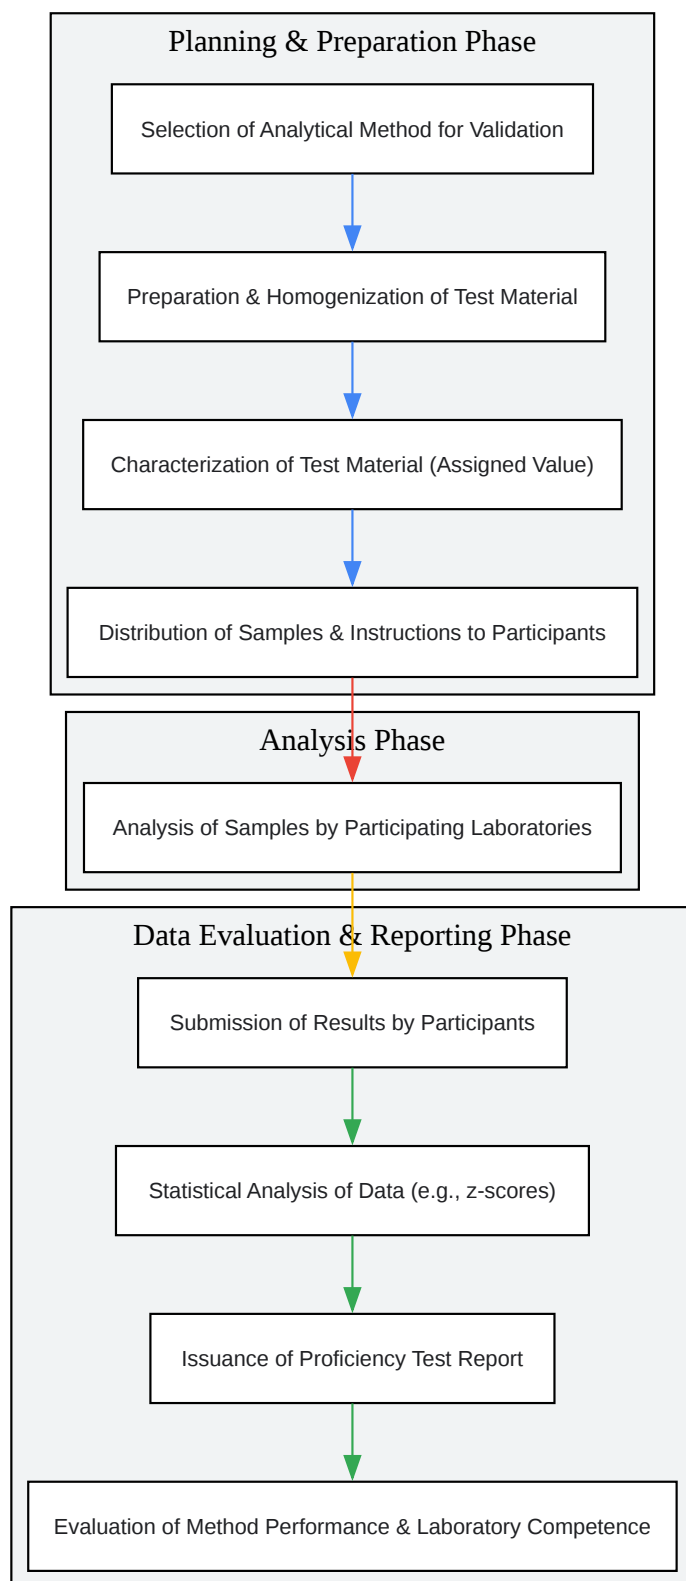 Planning & Preparation Phase
Selection of Analytical Method for Validation
Preparation & Homogenization of Test Material
Characterization of Test Material (Assigned Value)
Distribution of Samples & Instructions to Participants
Analysis Phase
Analysis of Samples by Participating Laboratories
Data Evaluation & Reporting Phase
Submission of Results by Participants
Statistical Analysis of Data (e.g., z-scores)
Issuance of Proficiency Test Report
Evaluation of Method Performance & Laboratory Competence